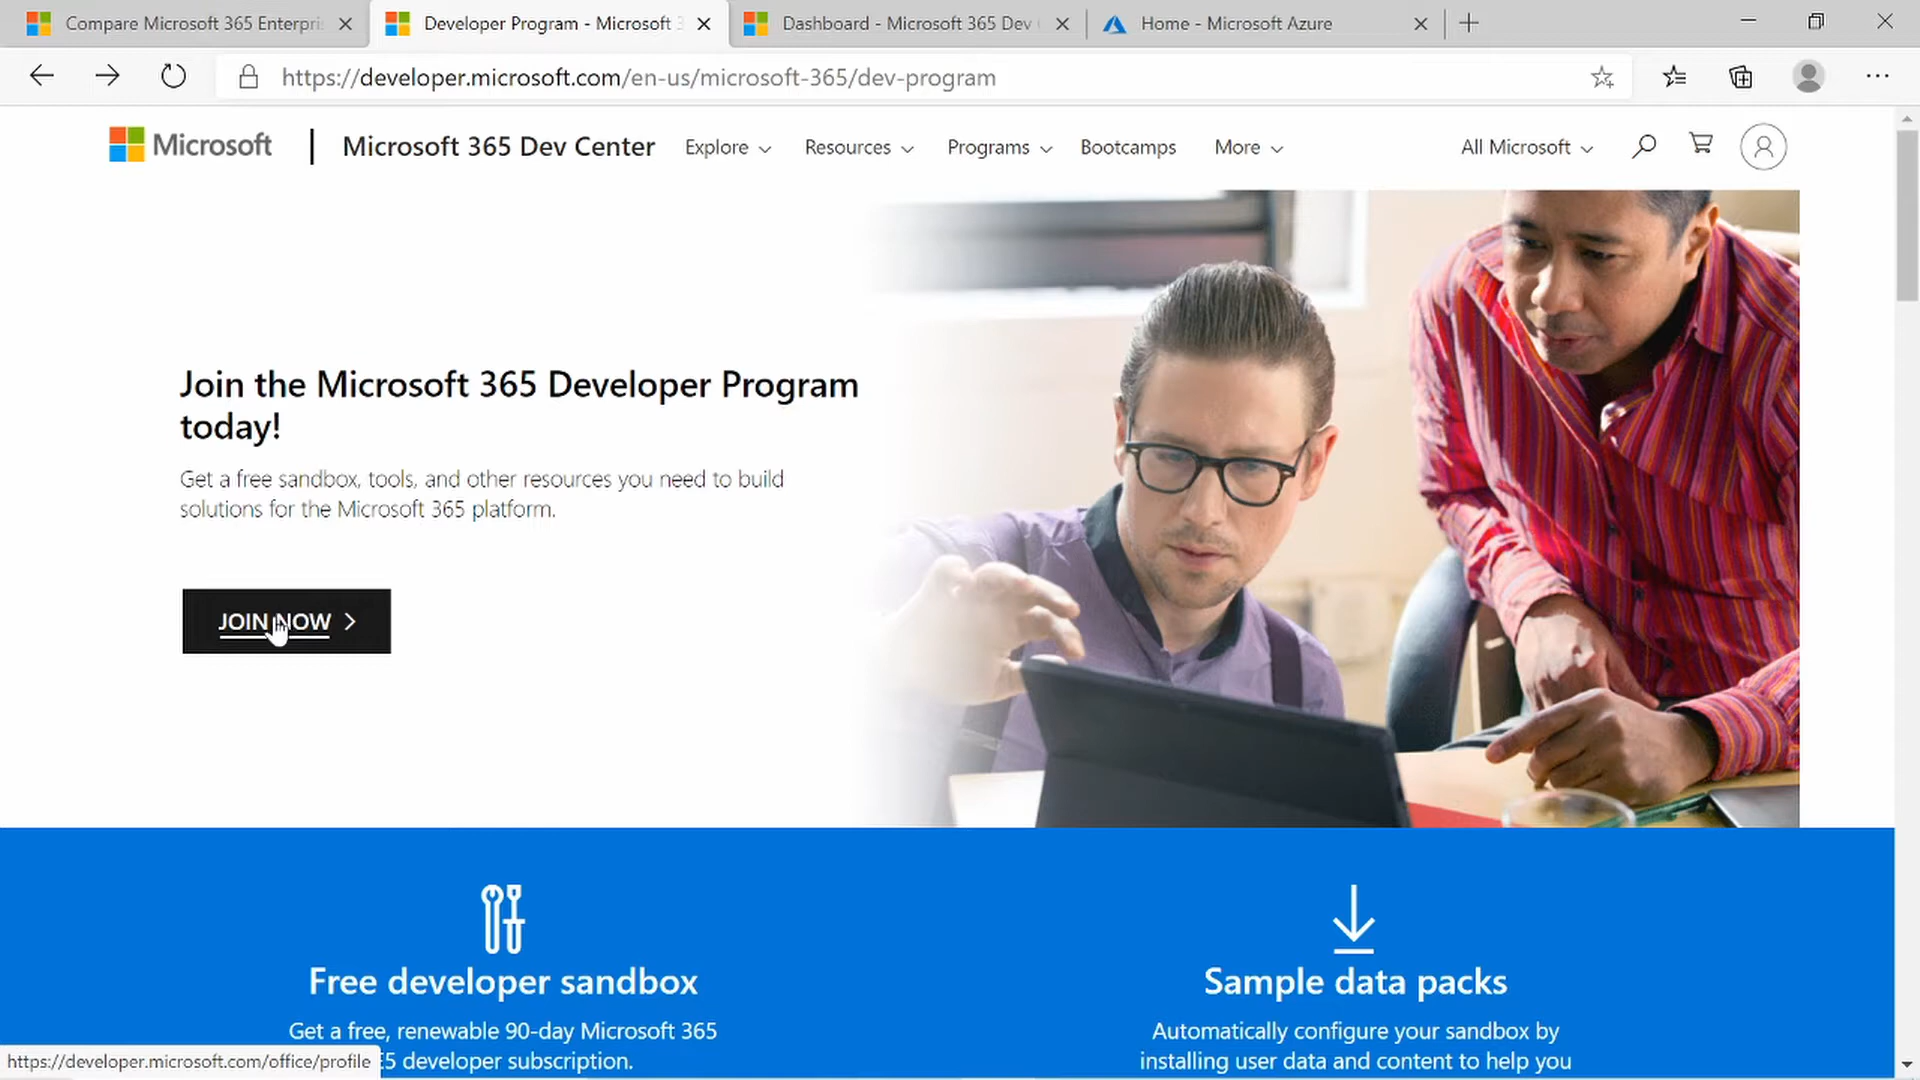 Compare Microsoft 365 Enterpri
Developer Program - Microsoft 3
Dashboard - Microsoft 365 Dev
Home - Microsoft Azure
https://developer.microsoft.com/en-us/microsoft-365/dev-program
Microsoft
Microsoft 365 Dev Center
Explore
Resources
Programs
Bootcamps
More
All Microsoft
Join the Microsoft 365 Developer Program
today!
Get a free sandbox, tools, and other resources you need to build
solutions for the Microsoft 365 platform.
JOIN NOW
Free developer sandbox
Get a free, renewable 90-day Microsoft 365
E5 developer subscription.
Sample data packs
Automatically configure your sandbox by
installing user data and content to help you
https://developer.microsoft.com/office/profile